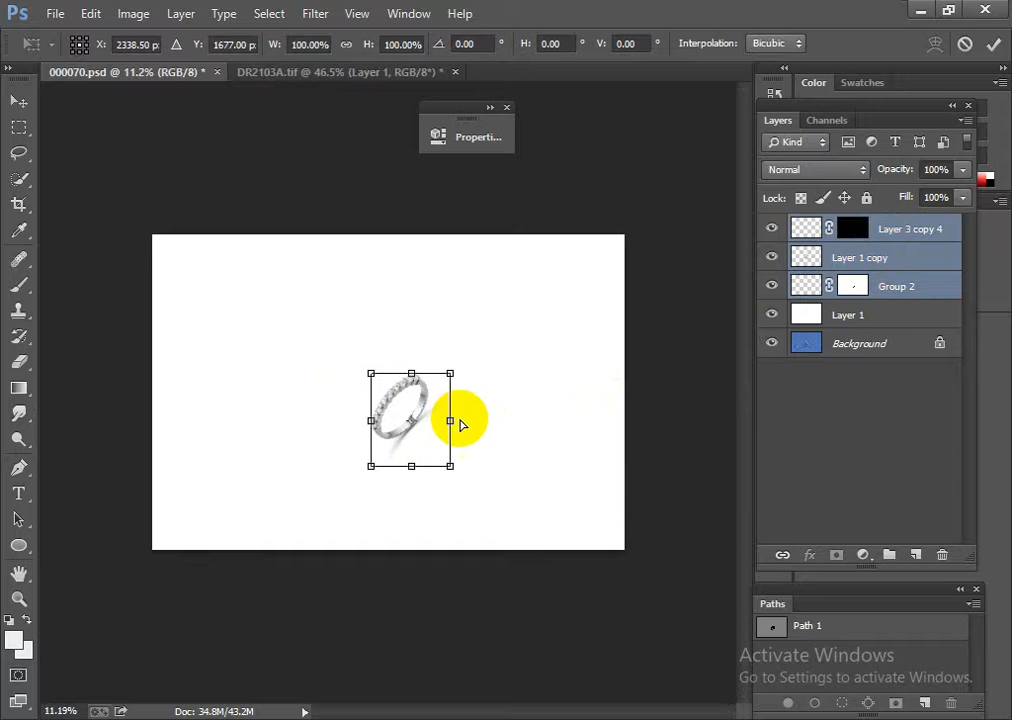 Ps File Edit Image Layer Type Select Filter View Window Help
X: 2338.50 p: Y: 1677.00 p: W: 100.00% H: 100.00% 0.00 ° H: 0.00 ° V: 0.00 ° Interpolation: Bicubic
000070.psd @ 11.2% (RGB/8) * × DR2103A.tif @ 46.5% (Layer 1, RGB/8*) * ×
Properti...
Color Swatches
Layers Channels
Kind
Normal Opacity: 100%
Lock: Fill: 100%
Layer 3 copy 4
Layer 1 copy
Group 2
Layer 1
Background
fx
Paths
Path 1
Activate Windows
Go to Settings to activate Windows.
11.19% Doc: 34.8M/43.2M